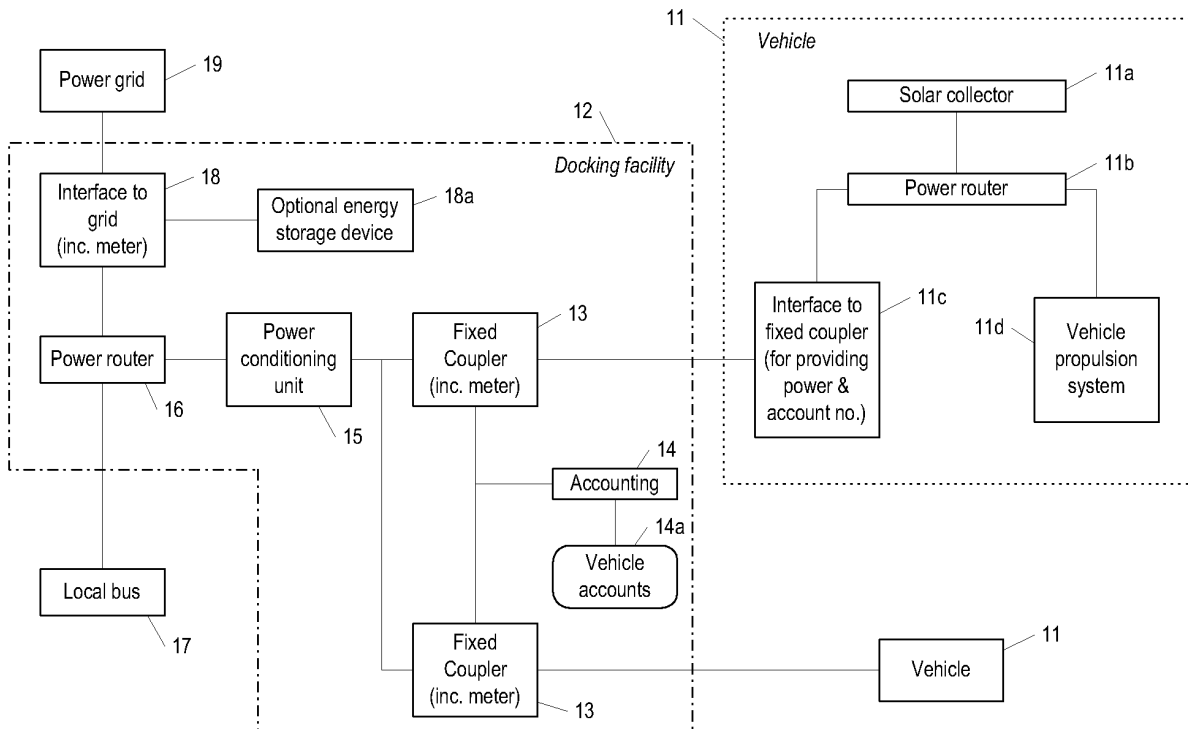 11
Vehicle
Power grid
19
Solar collector
11a
12
Docking facility
Interface to
grid
(inc. meter)
18
Optional energy
storage device
18a
Power router
11b
Interface to
fixed coupler
(for providing
power &
account no.)
11c
11d
Vehicle
propulsion
system
Power router
16
Power
conditioning
unit
15
Fixed
Coupler
(inc. meter)
13
Accounting
14
14a
Vehicle
accounts
Local bus
17
Fixed
Coupler
(inc. meter)
13
Vehicle
11